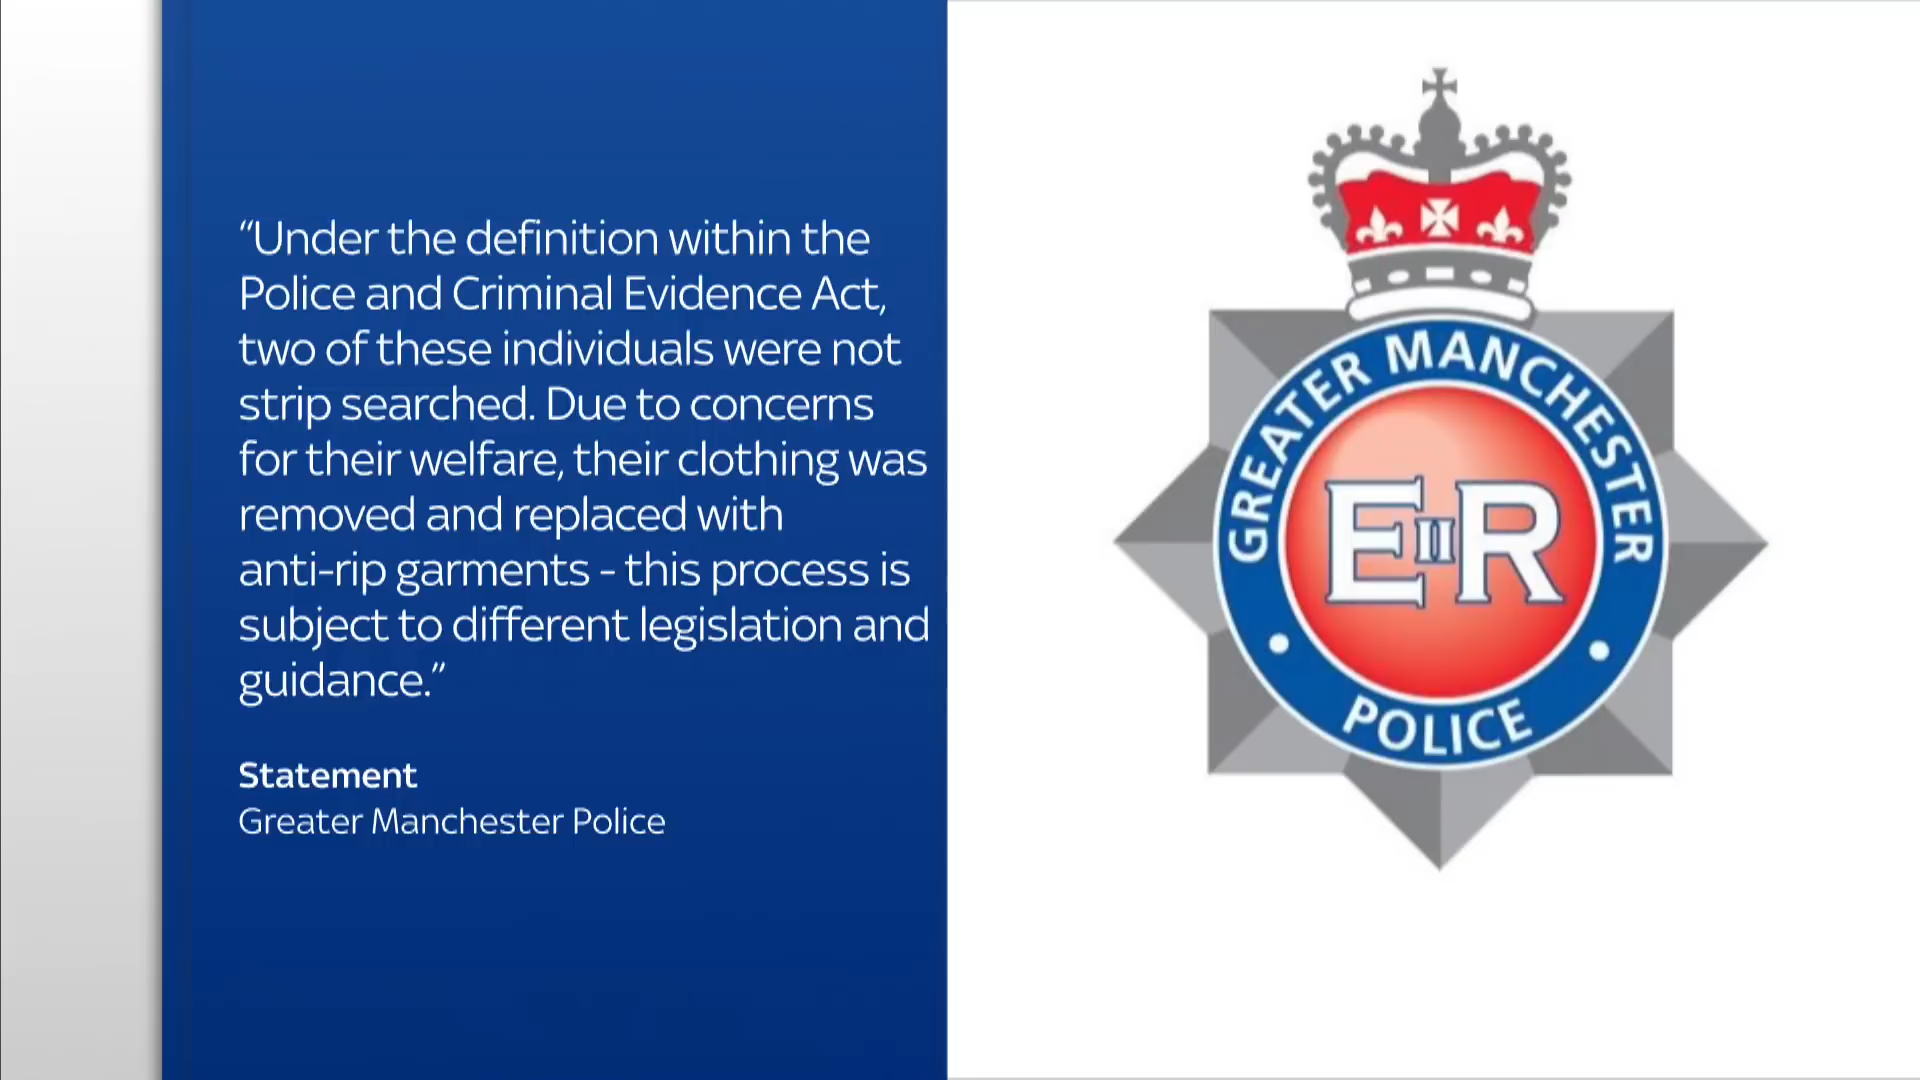 “Under the definition within the
Police and Criminal Evidence Act,
two of these individuals were not
strip searched. Due to concerns
for their welfare, their clothing was
removed and replaced with
anti-rip garments - this process is
subject to different legislation and
guidance.”
Statement
Greater Manchester Police
GREATER MANCHESTER
EIIR
POLICE